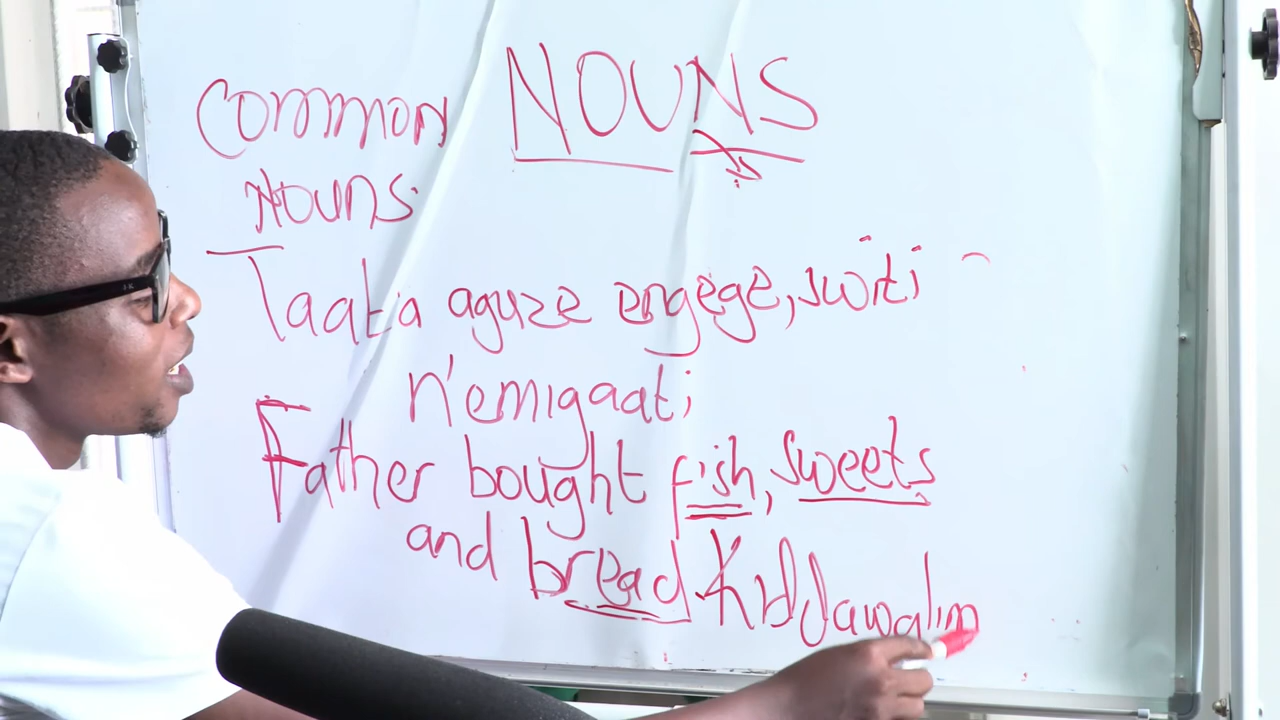 NOUNS
Common
Nouns.
Taata aguze engege, switi
n'emigaati
Father bought fish, sweets
and bread